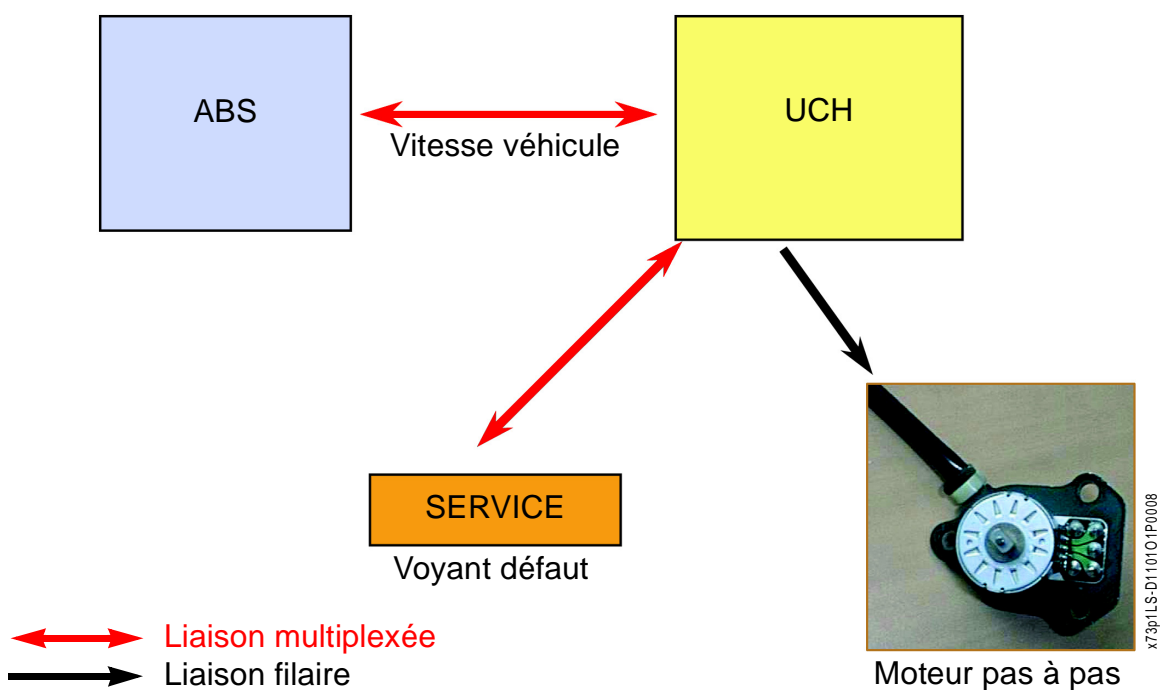 ABS
UCH
Vitesse véhicule
SERVICE
Voyant défaut
Liaison multiplexée
Liaison filaire
Moteur pas à pas
x73p1LS-D1101O1P0008